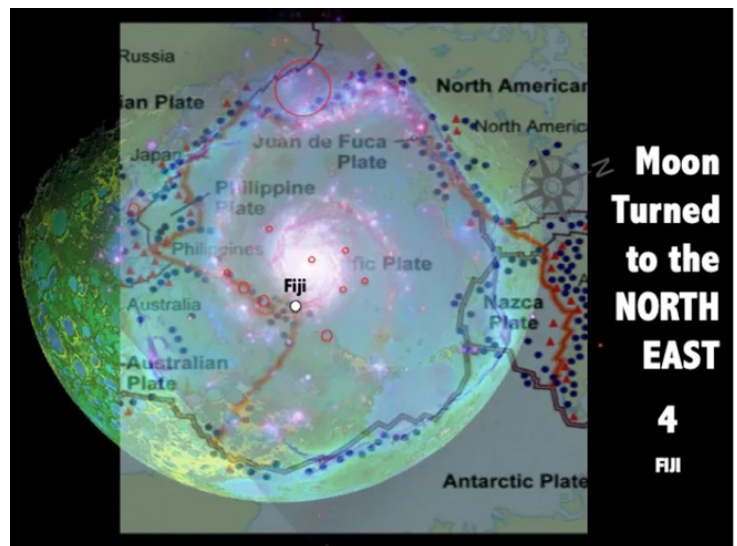 Russia
ian Plate
North American
North Americ
Japan
Juan de Fuca
Plate
Philippine
Plate
Philippines
fic Plate
Fiji
Australia
Nazca
Plate
Australian
Plate
Antarctic Plate
N
Moon
Turned
to the
NORTH
EAST
4
FIJI